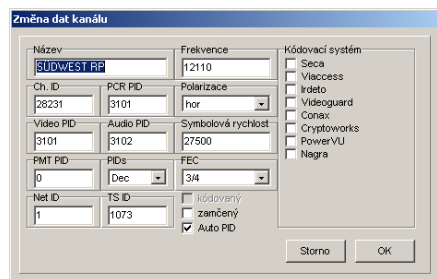 Změna dat kanálu
Název
SÜDWEST RP
Frekvence
12110
Kódovací systém
Seca
Viaccess
Irdeto
Videoguard
Conax
Cryptoworks
PowerVU
Nagra
Ch. ID
28231
PCR PID
3101
Polarizace
hor
Video PID
3101
Audio PID
3102
Symbolová rychlost
27500
PMT PID
0
PIDs
Dec
FEC
3/4
Net ID
1
TS ID
1073
kódovaný
zamčený
Auto PID
Storno
OK